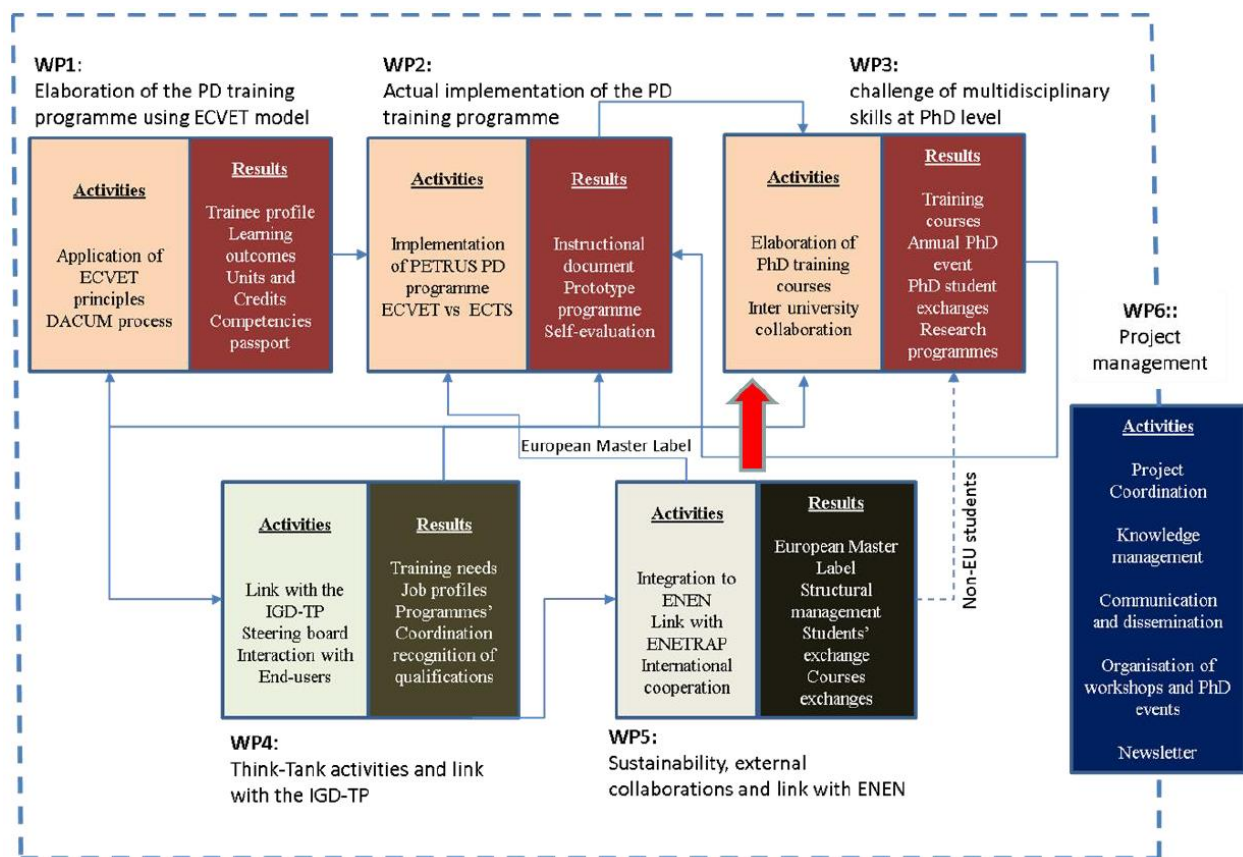 WP1:
Elaboration of the PD training
programme using ECVET model
Activities
Application of
ECVET
principles
DACUM process
Results
Trainee profile
Learning
outcomes
Units and
Credits
Competencies
passport
WP2:
Actual implementation of the PD
training programme
Activities
Implementation
of PETRUS PD
programme
ECVET vs ECTS
Results
Instructional
document
Prototype
programme
Self-evaluation
WP3:
challenge of multidisciplinary
skills at PhD level
Activities
Elaboration of
PhD training
courses
Inter university
collaboration
Results
Training
courses
Annual PhD
event
PhD student
exchanges
Research
programmes
European Master Label
Non-EU students
Activities
Link with the
IGD-TP
Steering board
Interaction with
End-users
Results
Training needs
Job profiles
Programmes’
Coordination
recognition of
qualifications
WP4:
Think-Tank activities and link
with the IGD-TP
Activities
Integration to
ENEN
Link with
ENETRAP
International
cooperation
Results
European Master
Label
Structural
management
Students’
exchange
Courses
exchanges
WP5:
Sustainability, external
collaborations and link with ENEN
WP6::
Project
management
Activities
Project
Coordination
Knowledge
management
Communication
and dissemination
Organisation of
workshops and PhD
events
Newsletter